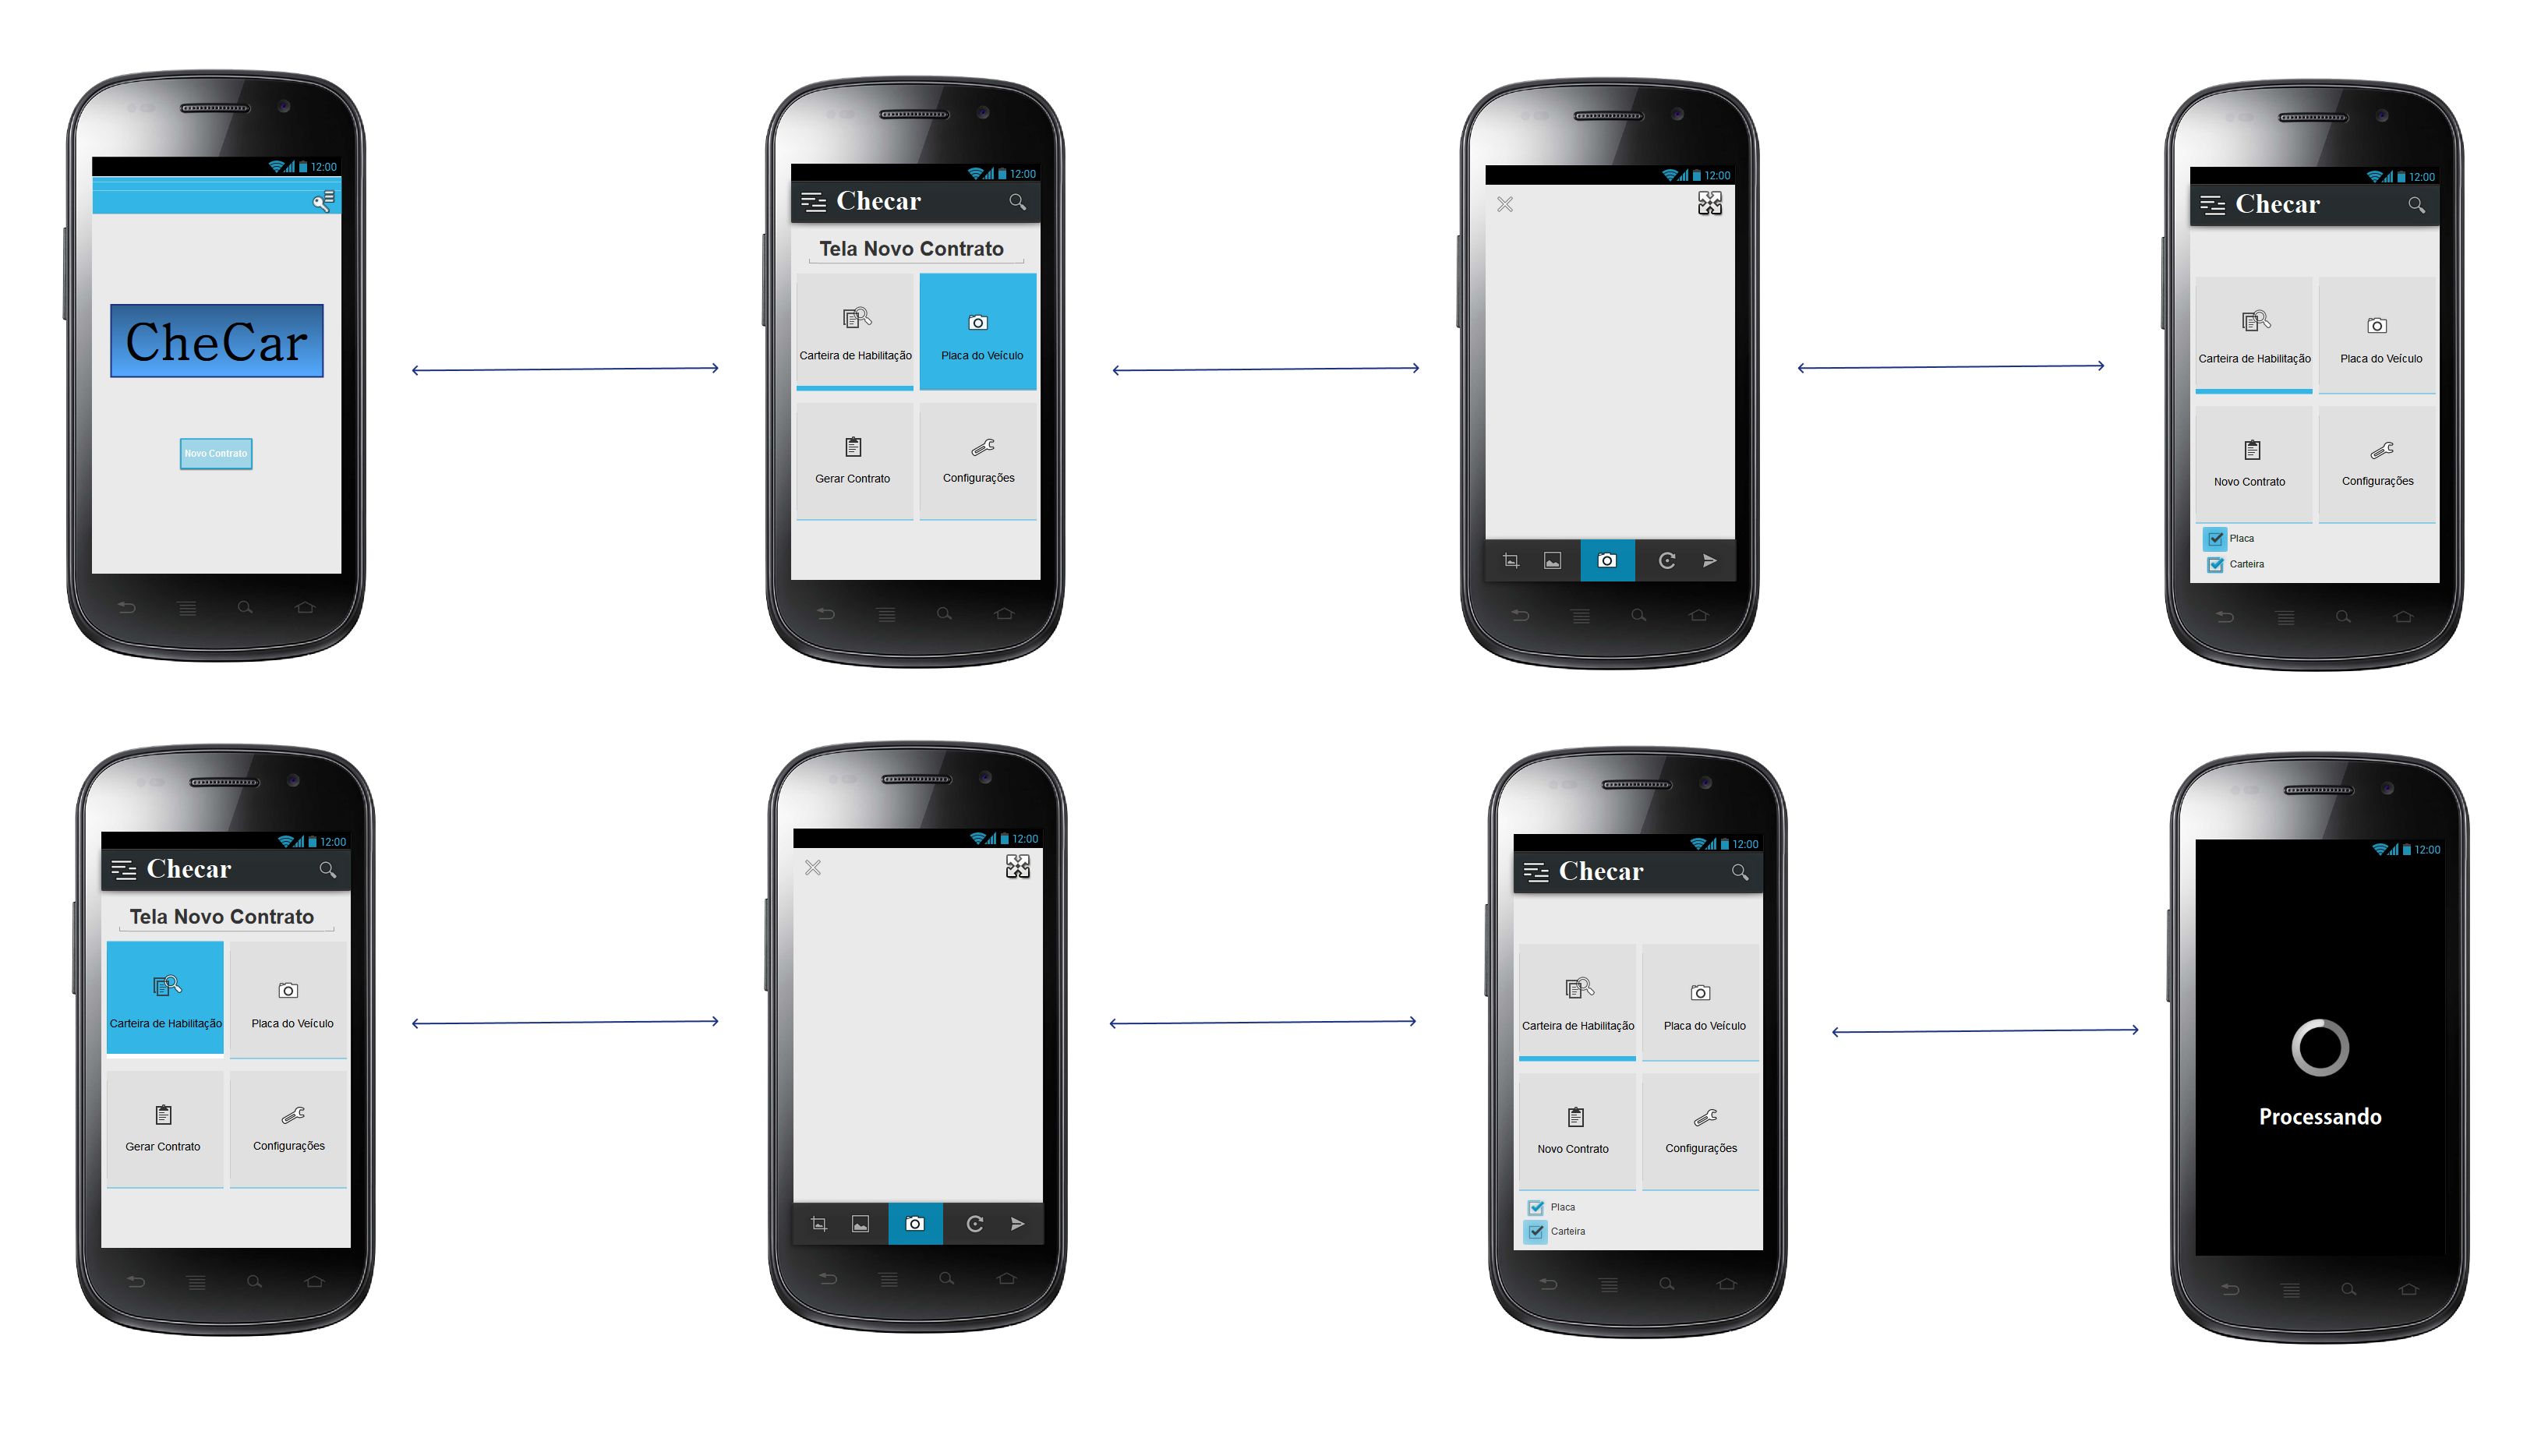 12:00
CheCar
Novo Contrato
12:00
Checar
Tela Novo Contrato
Carteira de Habilitação
Placa do Veículo
Gerar Contrato
Configurações
12:00
12:00
Checar
Carteira de Habilitação
Placa do Veículo
Novo Contrato
Configurações
Placa
Carteira
12:00
Checar
Tela Novo Contrato
Carteira de Habilitação
Placa do Veículo
Gerar Contrato
Configurações
12:00
12:00
Checar
Carteira de Habilitação
Placa do Veículo
Novo Contrato
Configurações
Placa
Carteira
12:00
Processando